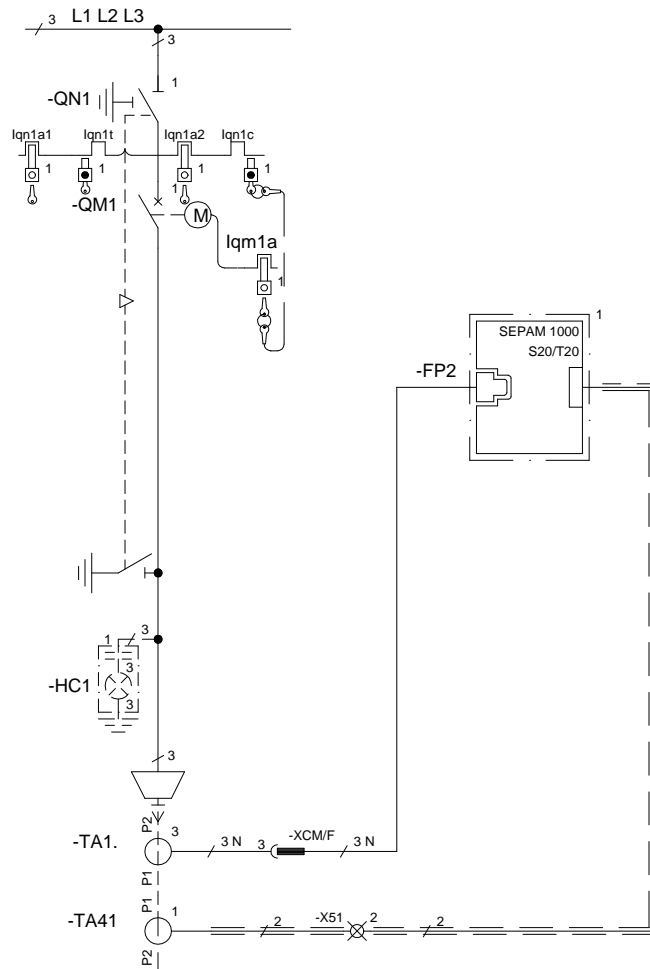 3 L1 L2 L3
3
1
-QN1
Iqn1a1 Iqn1t Iqn1a2 Iqn1c
1 1 1 1
-QM1 1
M
Iqm1a
1
1
SEPAM 1000
S20/T20
-FP2
1 3
3
-HC1
3
3
P2
-TA1. 3
3 N 3 -XCM/F 3 N
P1
P1
-TA41 1
2 -X51 2 2
P2